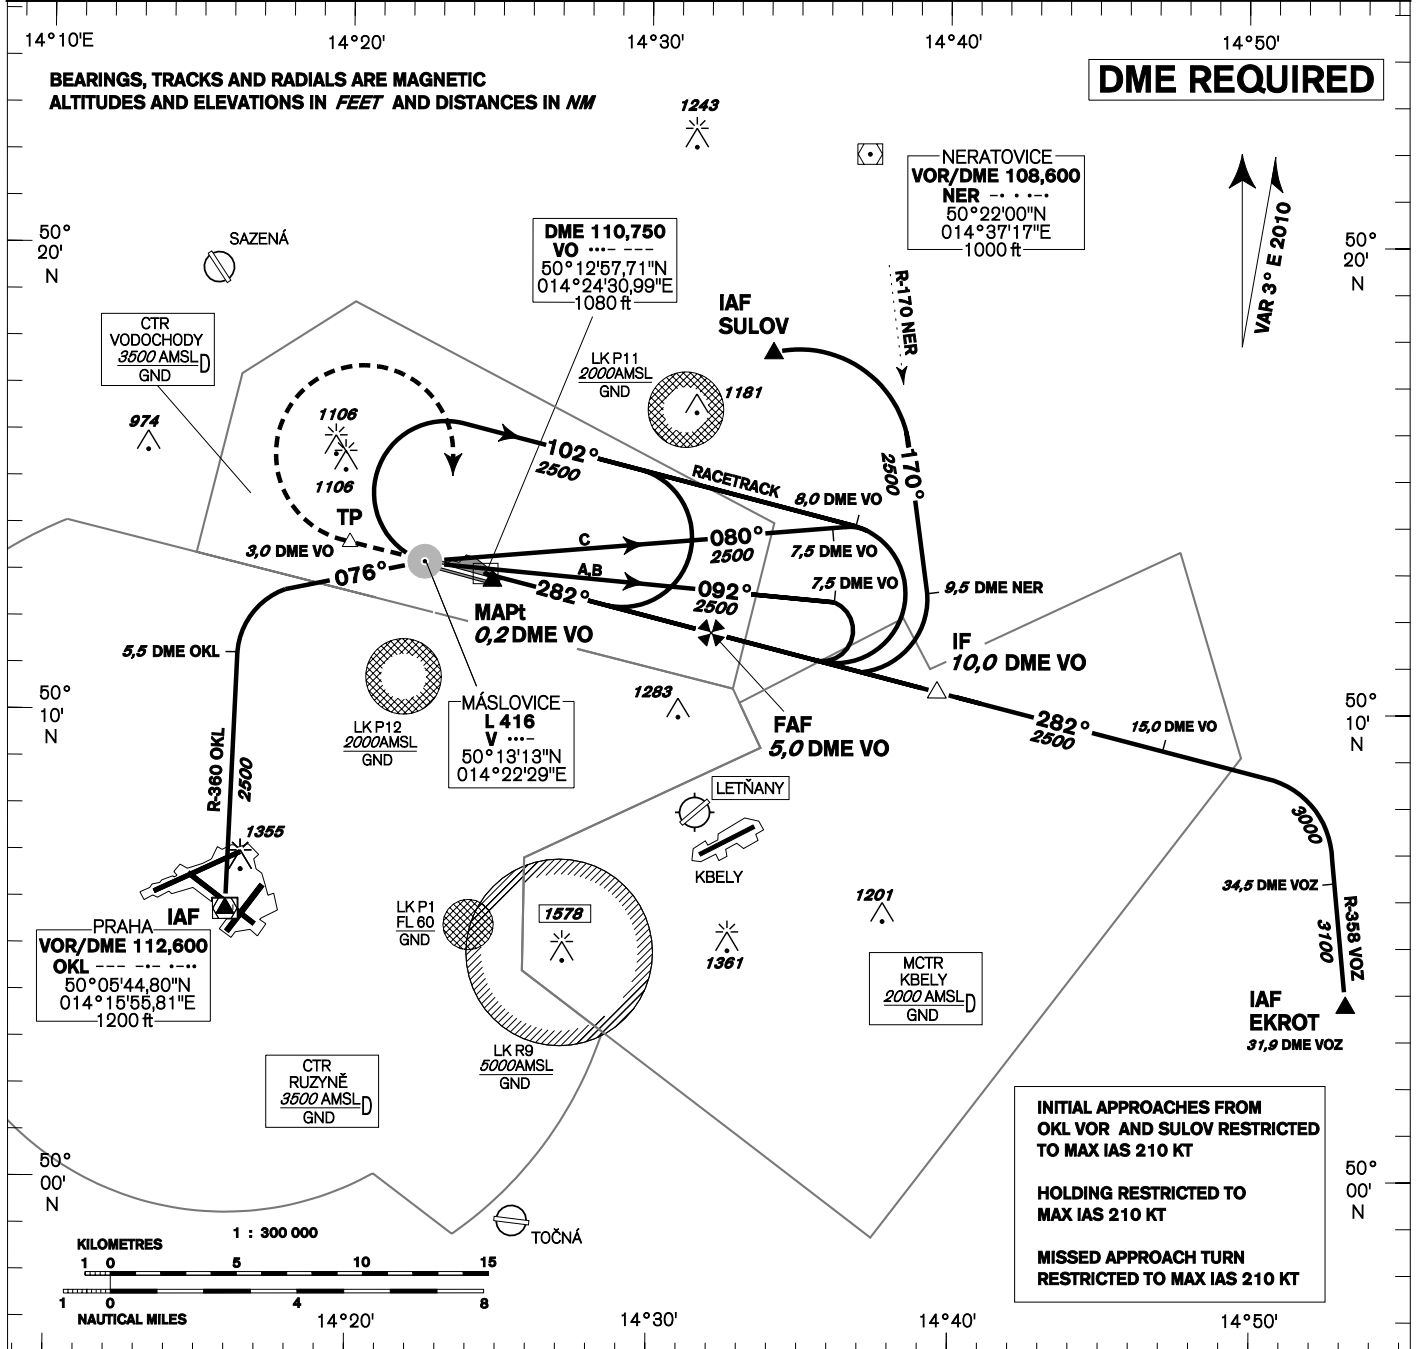 14°10'E
14°20'
14°30'
14°40'
14°50'
BEARINGS, TRACKS AND RADIALS ARE MAGNETIC
ALTITUDES AND ELEVATIONS IN FEET AND DISTANCES IN NM
DME REQUIRED
1243
NERATOVICE
VOR/DME 108,600
NER -· · ·-·
50°22'00"N
014°37'17"E
1000 ft
VAR 3° E 2010
50°
20'
N
SAZENÁ
DME 110,750
VO ···- ---
50°12'57,71"N
014°24'30,99"E
1080 ft
50°
20'
N
R-170 NER
IAF
SULOV
CTR
VODOCHODY
3500 AMSL D
GND
LK P11
2000AMSL
GND
1181
974
1106
1106
102°
2500
RACETRACK
170°
2500
8,0 DME VO
TP
3,0 DME VO
C
080°
2500
7,5 DME VO
076°
A,B
092°
2500
7,5 DME VO
9,5 DME NER
282°
MAPt
0,2 DME VO
5,5 DME OKL
IF
10,0 DME VO
50°
10'
N
LK P12
2000AMSL
GND
MÁSLOVICE
L 416
V ···-
50°13'13"N
014°22'29"E
1283
FAF
5,0 DME VO
282°
2500
15,0 DME VO
50°
10'
N
R-360 OKL
2500
LETŇANY
KBELY
3000
1355
34,5 DME VOZ
R-358 VOZ
3100
IAF
PRAHA
VOR/DME 112,600
OKL --- -·- ·-··
50°05'44,80"N
014°15'55,81"E
1200 ft
LK P1
FL 60
GND
1578
1201
1361
MCTR
KBELY
2000 AMSL D
GND
IAF
EKROT
31,9 DME VOZ
LK R9
5000AMSL
GND
CTR
RUZYNĚ
3500 AMSL D
GND
INITIAL APPROACHES FROM
OKL VOR AND SULOV RESTRICTED
TO MAX IAS 210 KT
HOLDING RESTRICTED TO
MAX IAS 210 KT
MISSED APPROACH TURN
RESTRICTED TO MAX IAS 210 KT
50°
00'
N
50°
00'
N
TOČNÁ
1 : 300 000
KILOMETRES
1 0 5 10 15
1 0 4 8
NAUTICAL MILES
14°20'
14°30'
14°40'
14°50'